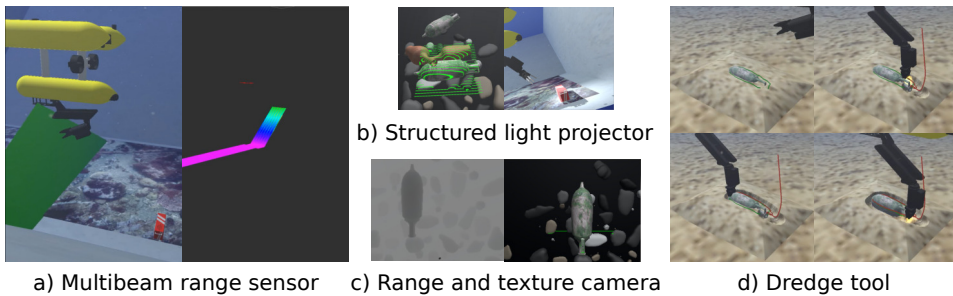 b) Structured light projector
a) Multibeam range sensor
c) Range and texture camera
d) Dredge tool